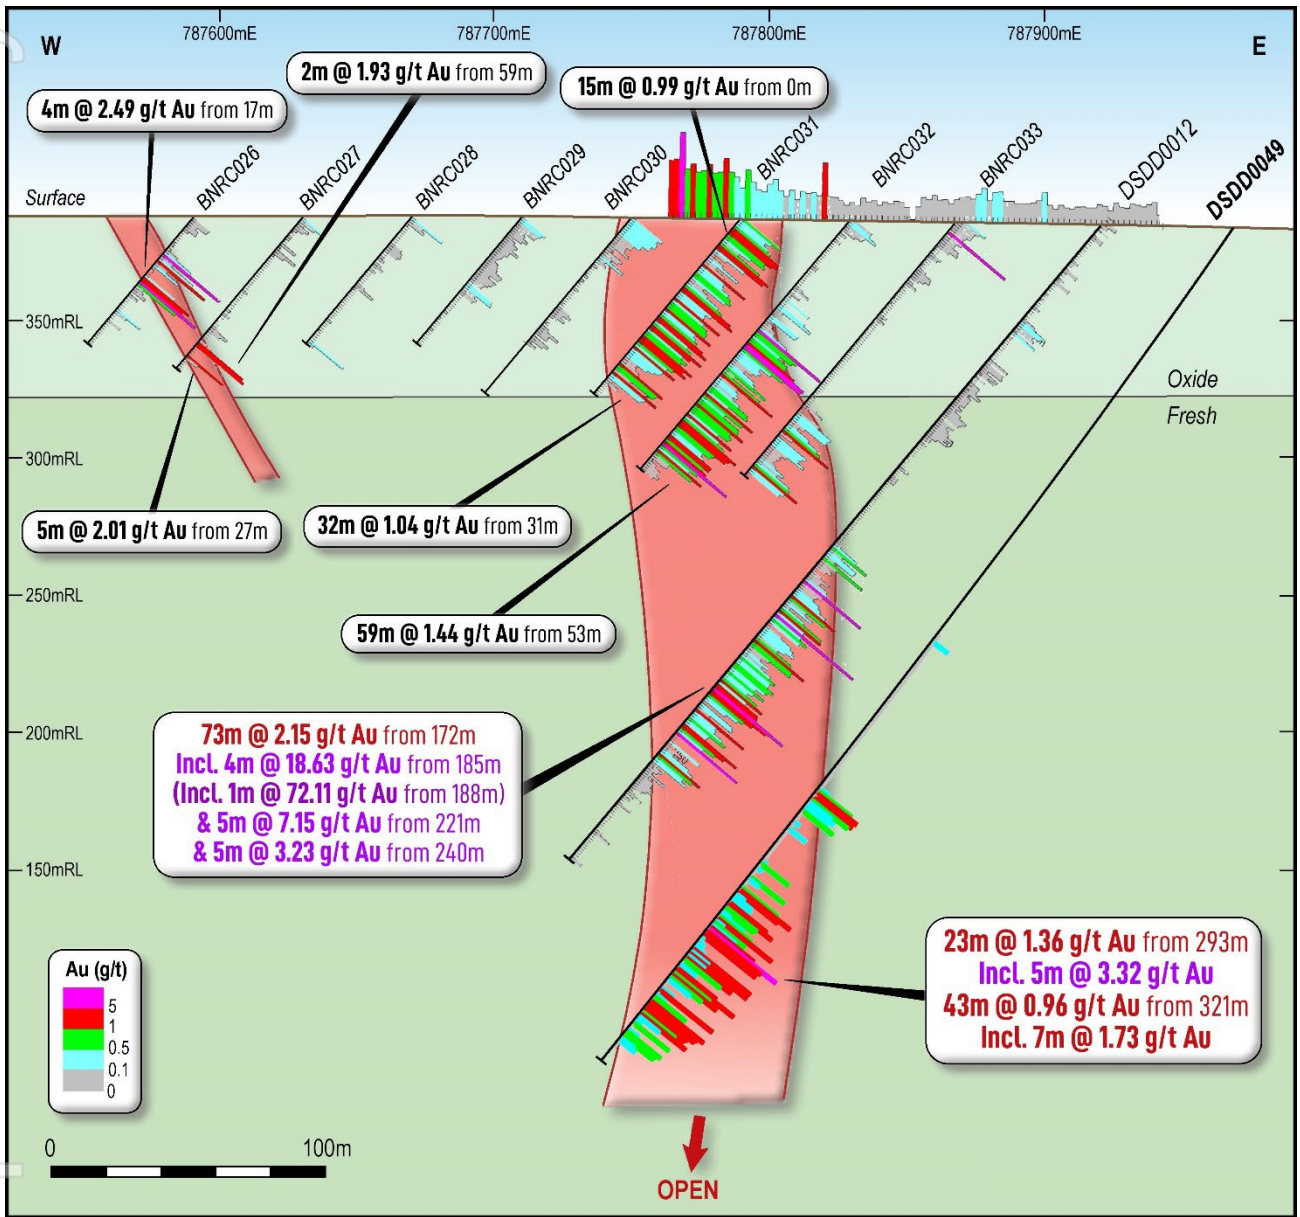 787600mE
787700mE
787800mE
787900mE
W
E
2m @ 1.93 g/t Au from 59m
15m @ 0.99 g/t Au from 0m
4m @ 2.49 g/t Au from 17m
BNRC026
BNRC027
BNRC028
BNRC029
BNRC030
BNRC031
BNRC032
BNRC033
DSDD0012
DSDD0049
Surface
350mRL
Oxide
Fresh
300mRL
5m @ 2.01 g/t Au from 27m
32m @ 1.04 g/t Au from 31m
250mRL
59m @ 1.44 g/t Au from 53m
200mRL
73m @ 2.15 g/t Au from 172m
Incl. 4m @ 18.63 g/t Au from 185m
(Incl. 1m @ 72.11 g/t Au from 188m)
& 5m @ 7.15 g/t Au from 221m
& 5m @ 3.23 g/t Au from 240m
150mRL
23m @ 1.36 g/t Au from 293m
Incl. 5m @ 3.32 g/t Au
43m @ 0.96 g/t Au from 321m
Incl. 7m @ 1.73 g/t Au
Au (g/t)
5
1
0.5
0.1
0
0
100m
OPEN